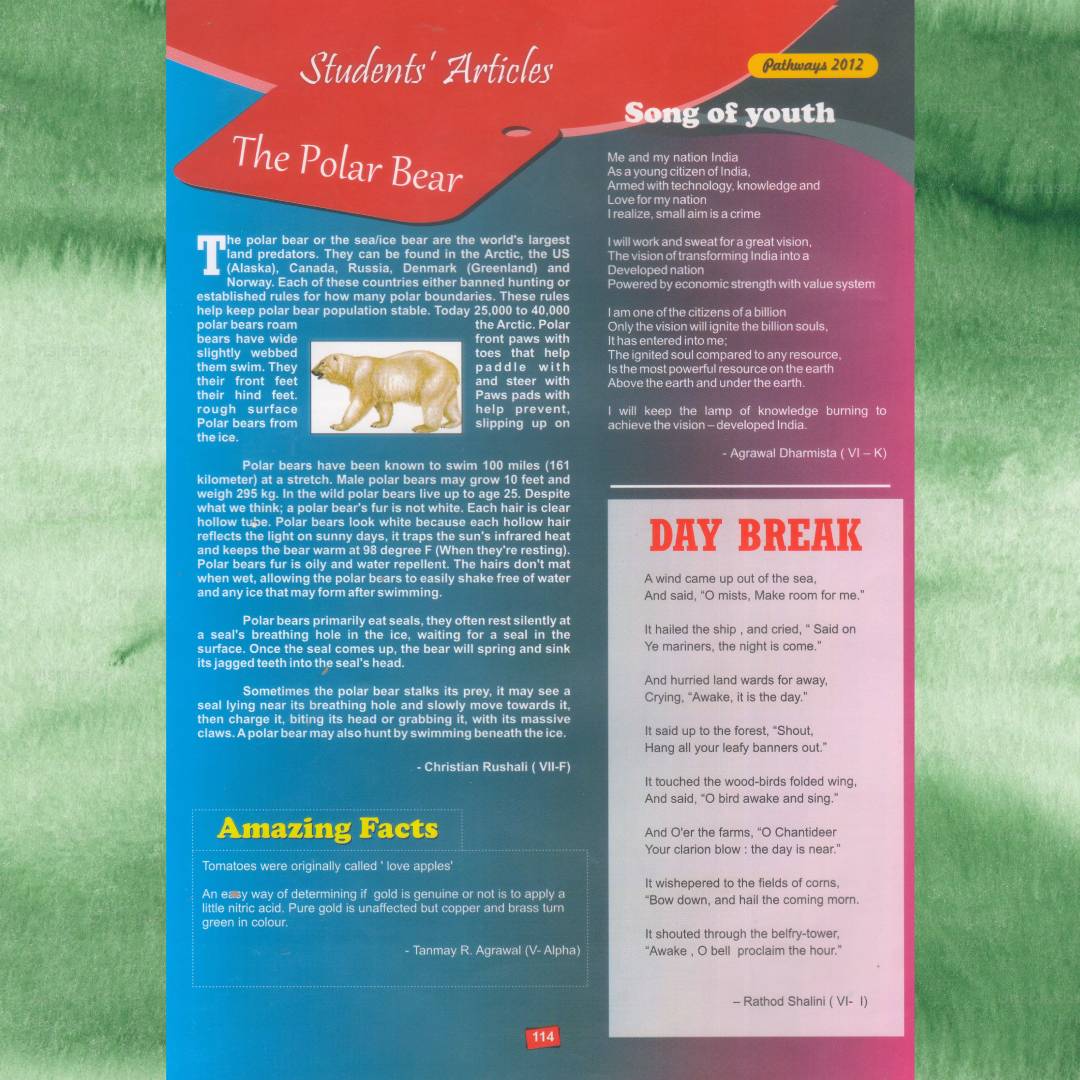 Students' Articles
Pathways 2012
The Polar Bear
The polar bear or the sea/ice bear are the world's largest
land predators. They can be found in the Arctic, the US
(Alaska), Canada, Russia, Denmark (Greenland) and
Norway. Each of these countries either banned hunting or
established rules for how many polar boundaries. These rules
help keep polar bear population stable. Today 25,000 to 40,000
polar bears roam the Arctic. Polar
bears have wide front paws with
slightly webbed toes that help
them swim. They paddle with
their front feet and steer with
their hind feet. Paws pads with
rough surface help prevent,
Polar bears from slipping up on
the ice.
Polar bears have been known to swim 100 miles (161
kilometer) at a stretch. Male polar bears may grow 10 feet and
weigh 295 kg. In the wild polar bears live up to age 25. Despite
what we think; a polar bear's fur is not white. Each hair is clear
hollow tube. Polar bears look white because each hollow hair
reflects the light on sunny days, it traps the sun's infrared heat
and keeps the bear warm at 98 degree F (When they're resting).
Polar bears fur is oily and water repellent. The hairs don't mat
when wet, allowing the polar bears to easily shake free of water
and any ice that may form after swimming.
Polar bears primarily eat seals, they often rest silently at
a seal's breathing hole in the ice, waiting for a seal in the
surface. Once the seal comes up, the bear will spring and sink
its jagged teeth into the seal's head.
Sometimes the polar bear stalks its prey, it may see a
seal lying near its breathing hole and slowly move towards it,
then charge it, biting its head or grabbing it, with its massive
claws. A polar bear may also hunt by swimming beneath the ice.
- Christian Rushali ( VII-F)
Amazing Facts
Tomatoes were originally called ' love apples'
An easy way of determining if gold is genuine or not is to apply a
little nitric acid. Pure gold is unaffected but copper and brass turn
green in colour.
- Tanmay R. Agrawal (V- Alpha)
Song of youth
Me and my nation India
As a young citizen of India,
Armed with technology, knowledge and
Love for my nation
I realize, small aim is a crime
I will work and sweat for a great vision,
The vision of transforming India into a
Developed nation
Powered by economic strength with value system
I am one of the citizens of a billion
Only the vision will ignite the billion souls,
It has entered into me;
The ignited soul compared to any resource,
Is the most powerful resource on the earth
Above the earth and under the earth.
I will keep the lamp of knowledge burning to
achieve the vision – developed India.
- Agrawal Dharmista ( VI – K)
DAY BREAK
A wind came up out of the sea,
And said, “O mists, Make room for me.”
It hailed the ship , and cried, “ Said on
Ye mariners, the night is come.”
And hurried land wards for away,
Crying, “Awake, it is the day.”
It said up to the forest, “Shout,
Hang all your leafy banners out.”
It touched the wood-birds folded wing,
And said, “O bird awake and sing.”
And O'er the farms, “O Chantideer
Your clarion blow : the day is near.”
It wishepered to the fields of corns,
“Bow down, and hail the coming morn.
It shouted through the belfry-tower,
“Awake , O bell proclaim the hour.”
– Rathod Shalini ( VI- I)
114